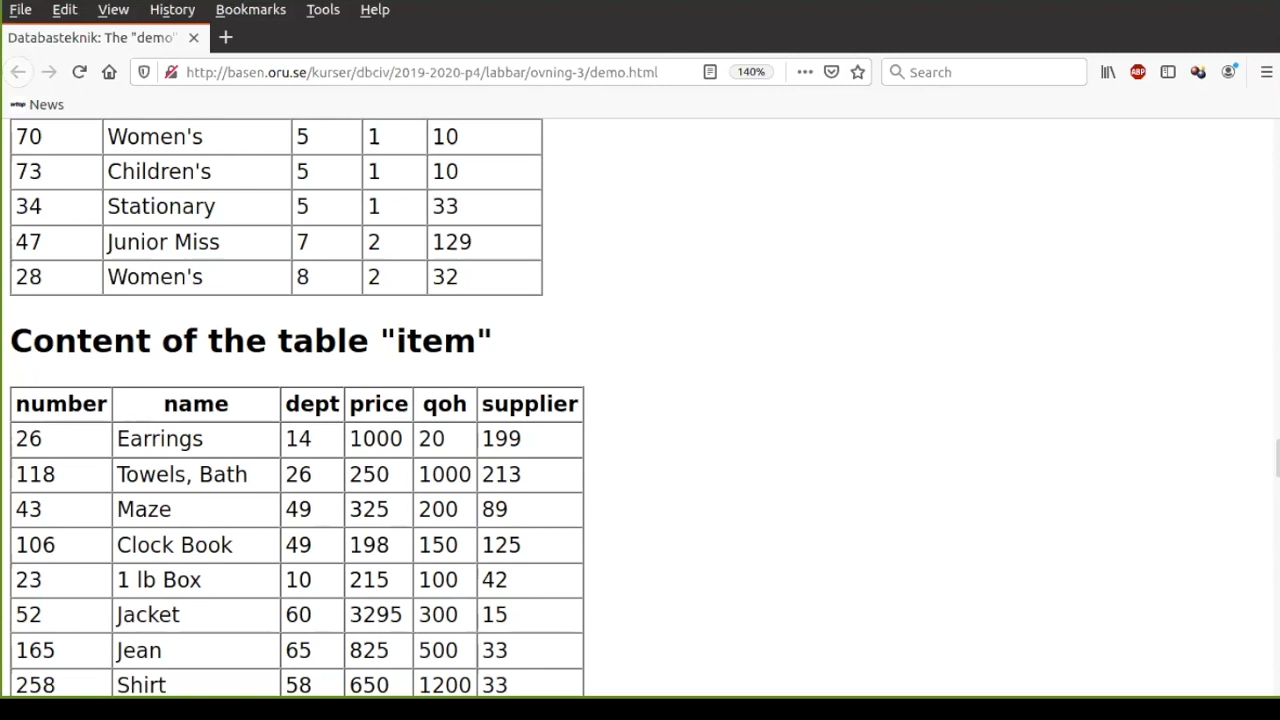 File Edit View History Bookmarks Tools Help
Databasteknik: The "demo"
http://basen.oru.se/kurser/dbciv/2019-2020-p4/labbar/ovning-3/demo.html 140% Search ABP
News
70 Women's 5 1 10
73 Children's 5 1 10
34 Stationary 5 1 33
47 Junior Miss 7 2 129
28 Women's 8 2 32
Content of the table "item"
number name dept price qoh supplier
26 Earrings 14 1000 20 199
118 Towels, Bath 26 250 1000 213
43 Maze 49 325 200 89
106 Clock Book 49 198 150 125
23 1 lb Box 10 215 100 42
52 Jacket 60 3295 300 15
165 Jean 65 825 500 33
258 Shirt 58 650 1200 33